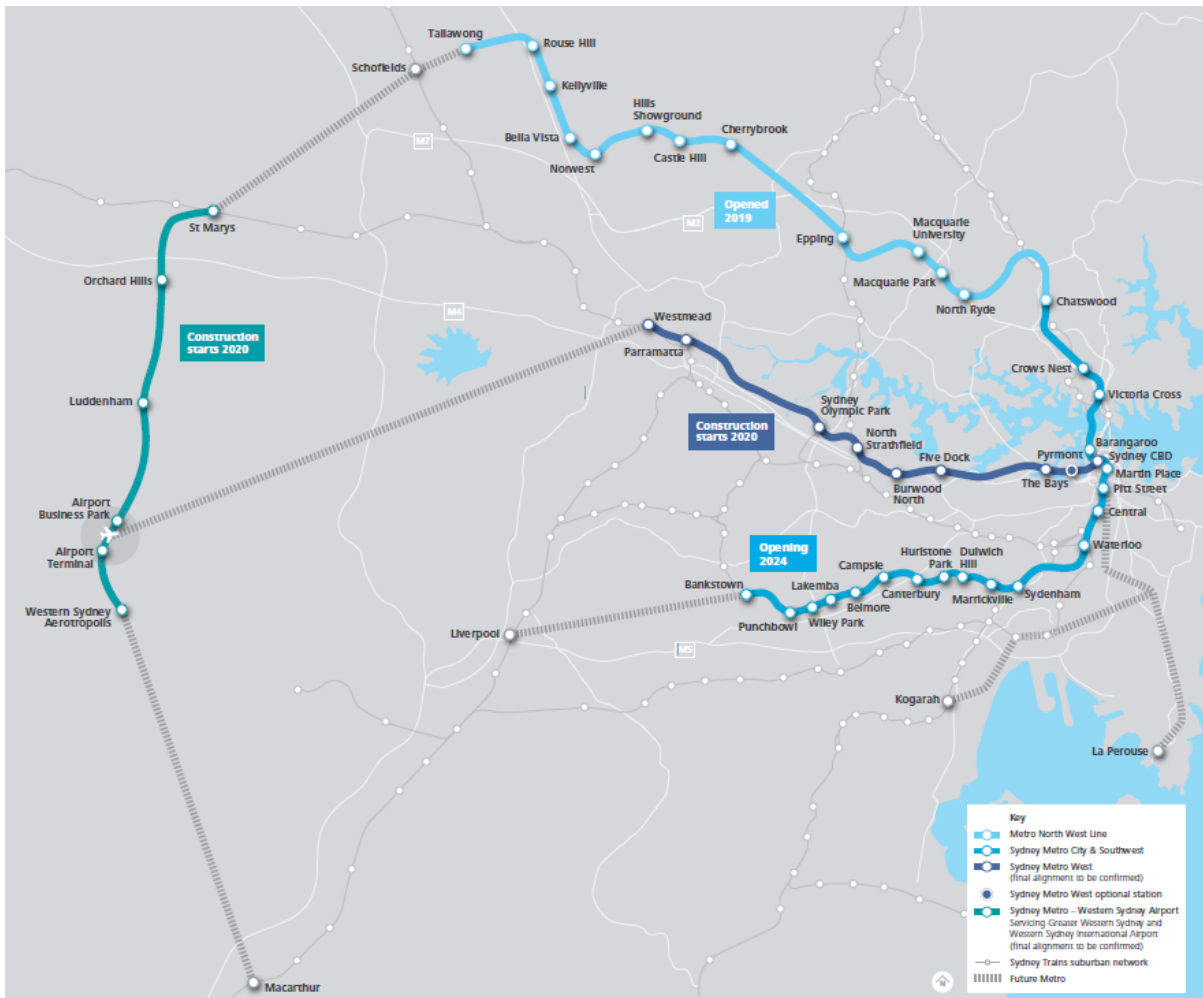 Tallawong
Rouse Hill
Schofields
Kellyville
Hills
Showground
Cherrybrook
Bella Vista
M7
Castle Hill
Norwest
Opened
2019
M2
Macquarie
University
St Marys
Epping
Orchard Hills
Macquarie Park
North Ryde
Chatswood
M4
Westmead
Construction
starts 2020
Parramatta
Crows Nest
Luddenham
Victoria Cross
Sydney
Olympic Park
Construction
starts 2020
North
Strathfield
Barangaroo
Five Dock
Pyrmont
Sydney CBD
Martin Place
The Bays
Burwood
North
Pitt Street
Airport
Business Park
Central
Airport
Terminal
Opening
2024
Waterloo
Hurlstone
Park
Dulwich
Hill
Campsie
Bankstown
Lakemba
Canterbury
Marrickville
Sydenham
Belmore
Western Sydney
Aerotropolis
Punchbowl
Wiley Park
Liverpool
M5
Kogarah
La Perouse
Macarthur
Key
Metro North West Line
Sydney Metro City & Southwest
Sydney Metro West
(final alignment to be confirmed)
Sydney Metro West optional station
Sydney Metro – Western Sydney Airport
Servicing Greater Western Sydney and
Western Sydney International Airport
(final alignment to be confirmed)
Sydney Trains suburban network
Future Metro
N